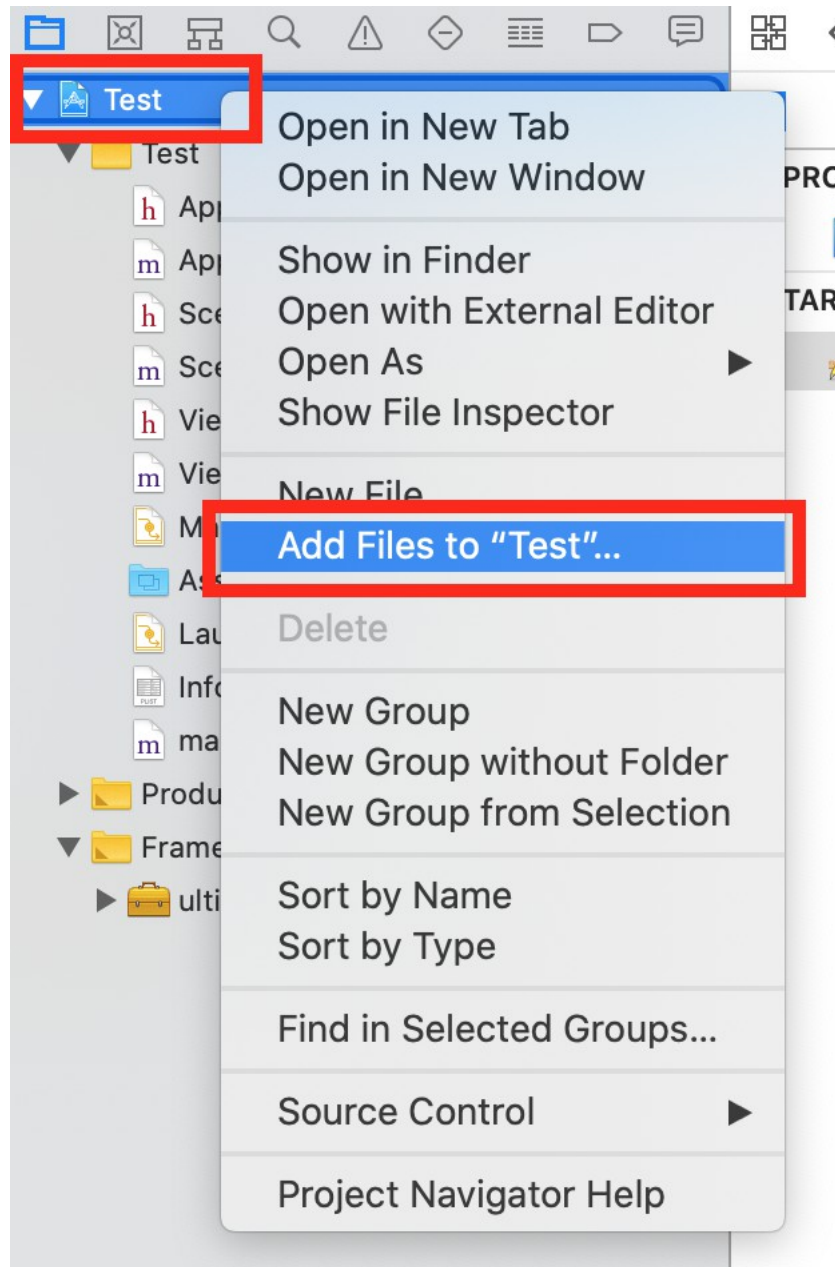 Test
Test
h App
m App
h Sce
m Sce
h Vie
m Vie
Ma
Ass
Lau
PLIST Info
m ma
Produ
Frame
ulti
Open in New Tab
Open in New Window
Show in Finder
Open with External Editor
Open As
Show File Inspector
New File
Add Files to “Test”...
Delete
New Group
New Group without Folder
New Group from Selection
Sort by Name
Sort by Type
Find in Selected Groups...
Source Control
Project Navigator Help
PRO
TAR